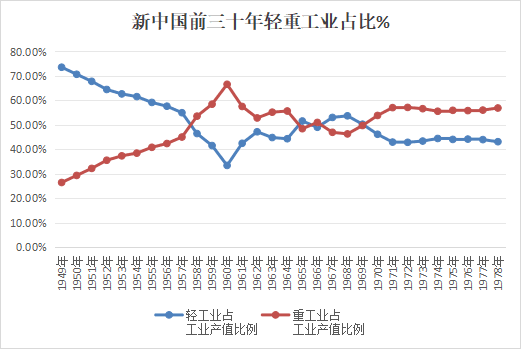 新中国前三十年轻重工业占比%
80.00%
70.00%
60.00%
50.00%
40.00%
30.00%
20.00%
10.00%
0.00%
1949年
1950年
1951年
1952年
1953年
1954年
1955年
1956年
1957年
1958年
1959年
1960年
1961年
1962年
1963年
1964年
1965年
1966年
1967年
1968年
1969年
1970年
1971年
1972年
1973年
1974年
1975年
1976年
1977年
1978年
轻工业占
工业产值比例
重工业占
工业产值比例